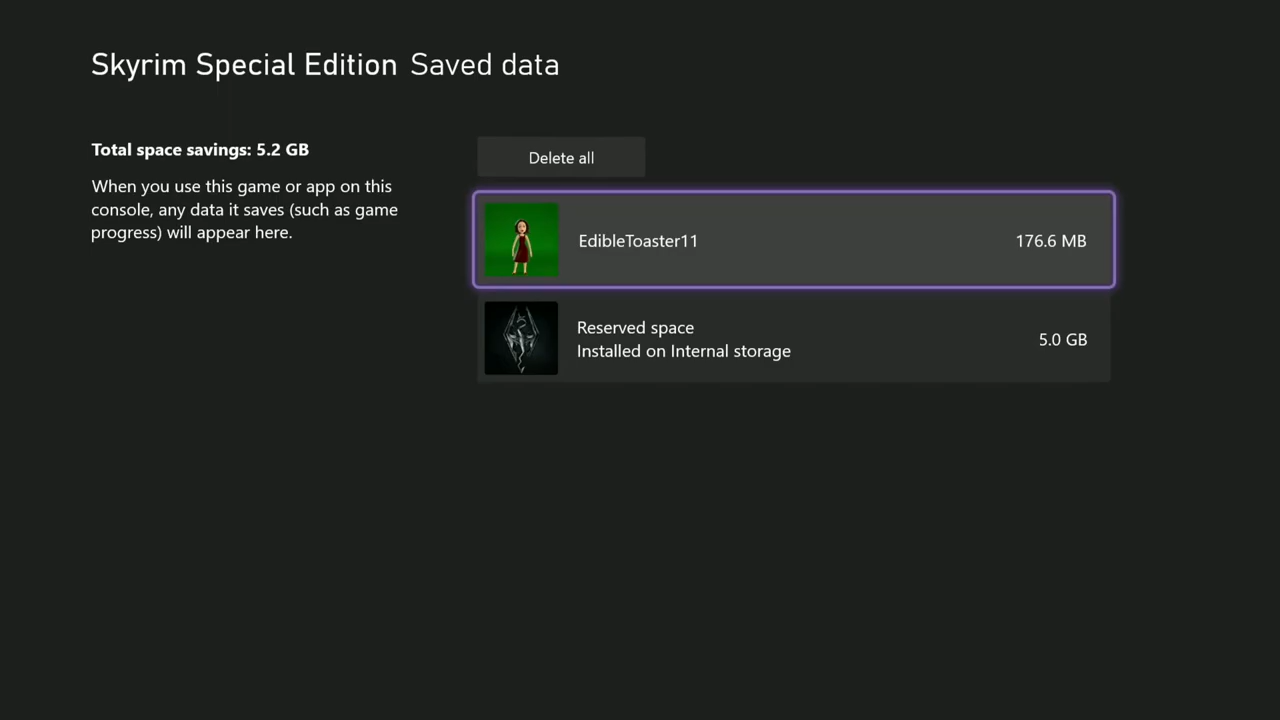 Skyrim Special Edition Saved data
Total space savings: 5.2 GB
When you use this game or app on this
console, any data it saves (such as game
progress) will appear here.
Delete all
EdibleToaster11 176.6 MB
Reserved space
Installed on Internal storage
5.0 GB